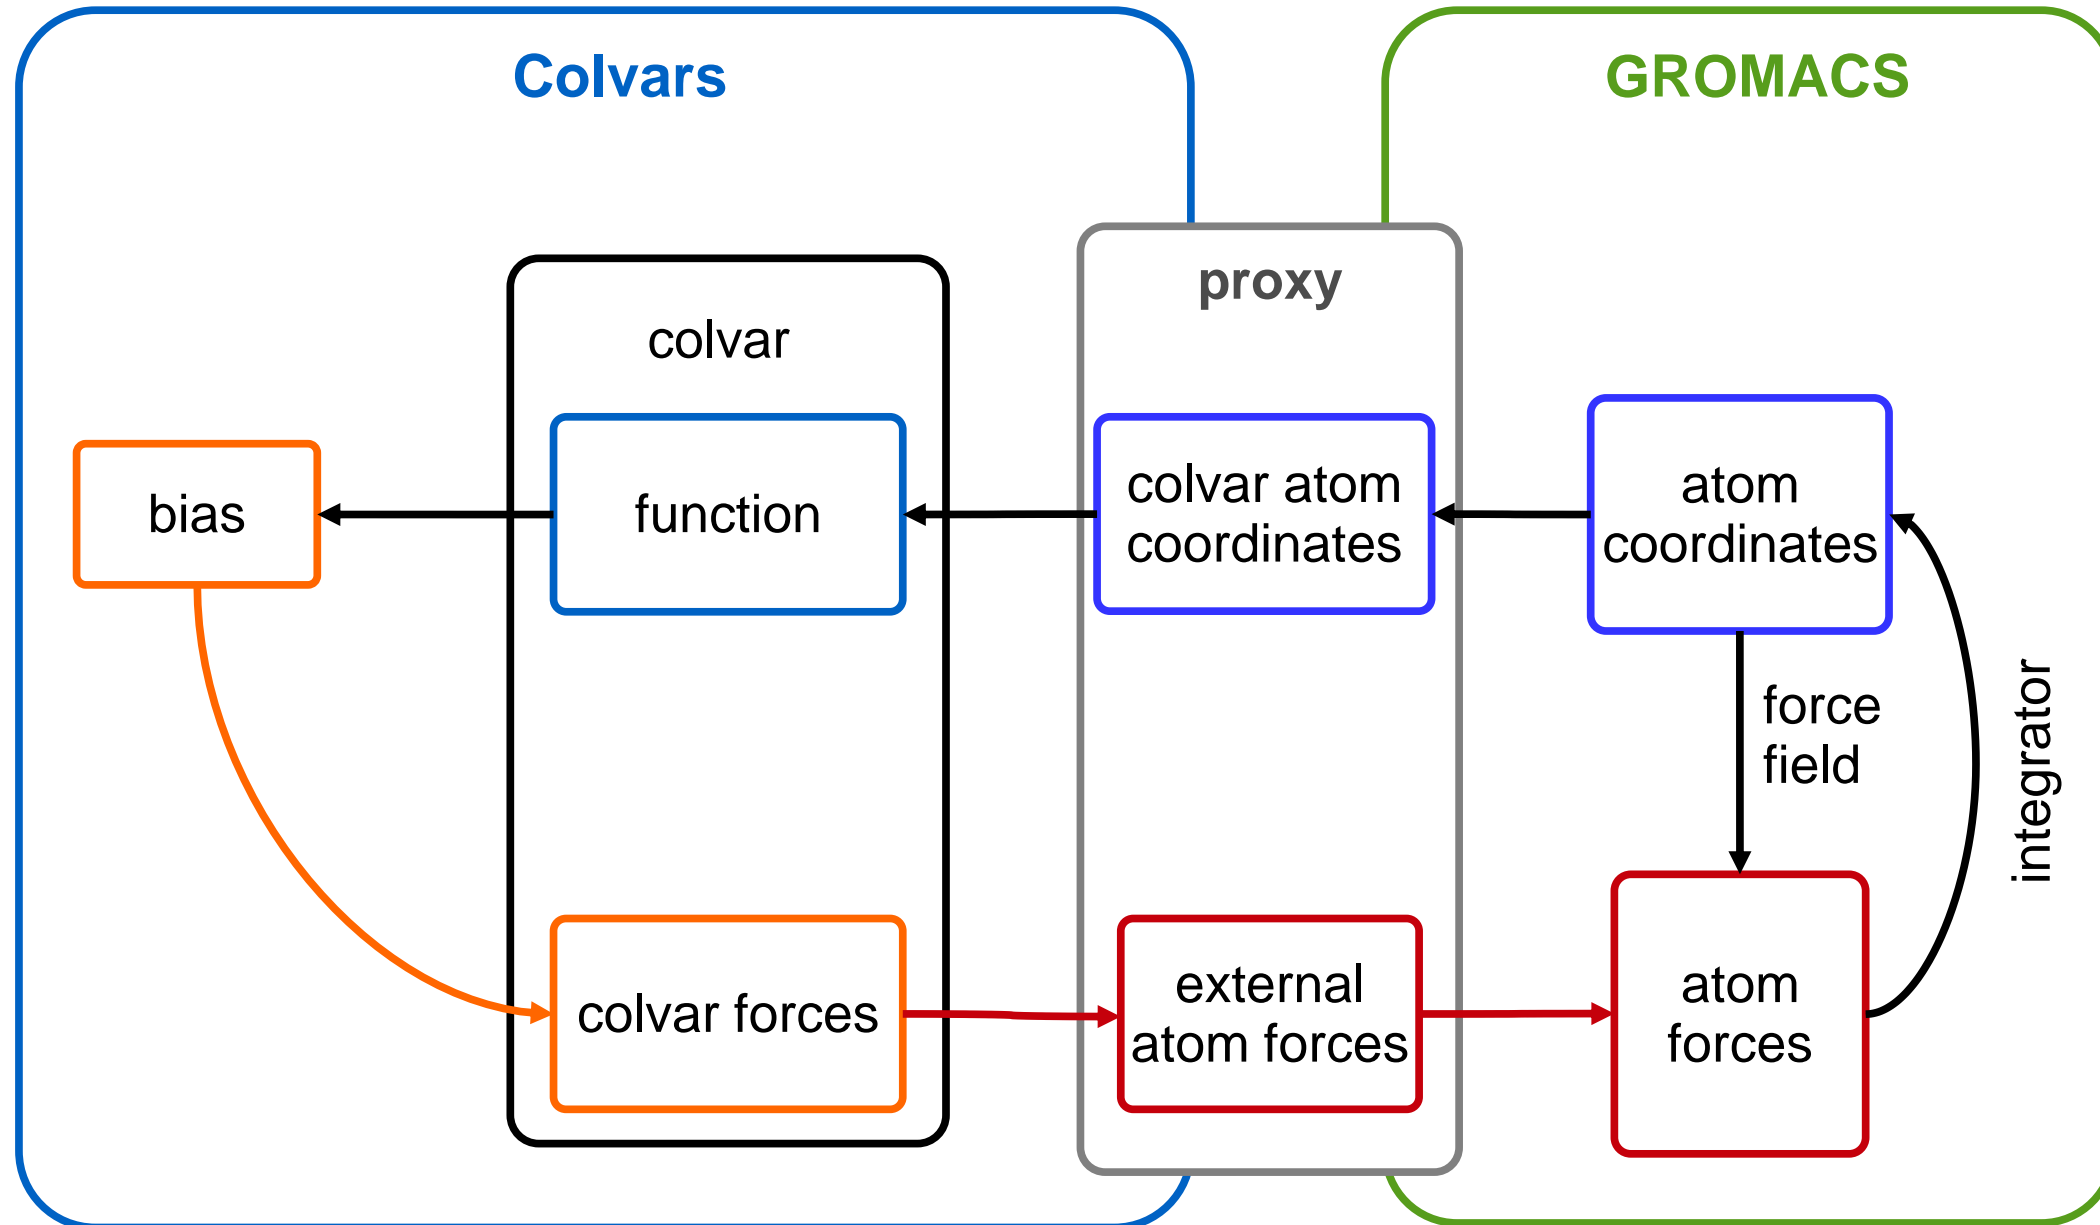 Colvars
GROMACS
proxy
colvar
bias
function
colvar atom
coordinates
atom
coordinates
force
field
integrator
colvar forces
external
atom forces
atom
forces